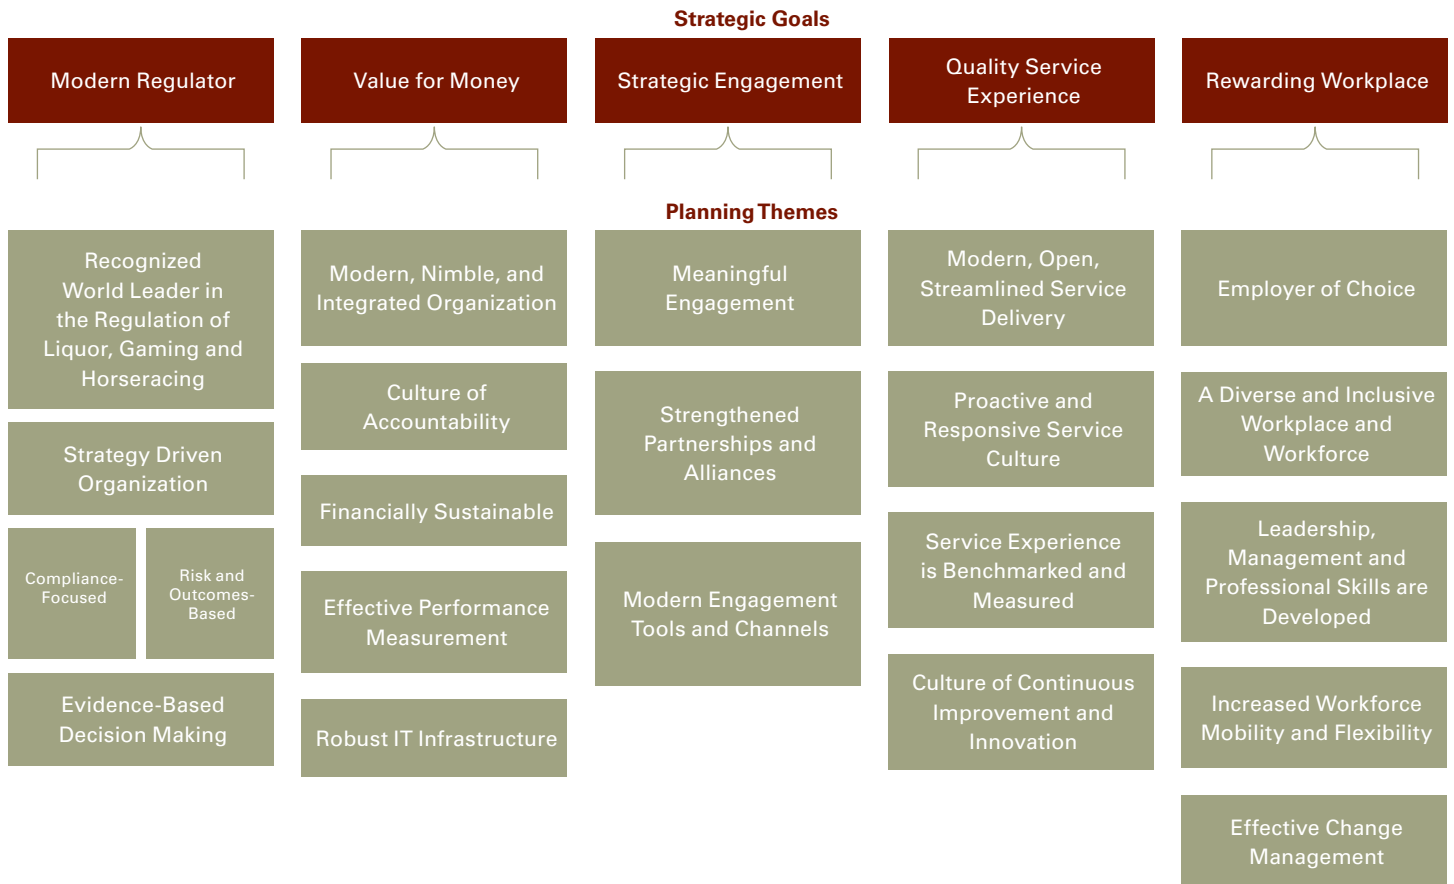 Strategic Goals
Modern Regulator
Value for Money
Strategic Engagement
Quality Service
Experience
Rewarding Workplace
Planning Themes
Recognized
World Leader in
the Regulation of
Liquor, Gaming and
Horseracing
Strategy Driven
Organization
Compliance-
Focused
Risk and
Outcomes-
Based
Evidence-Based
Decision Making
Modern, Nimble, and
Integrated Organization
Culture of
Accountability
Financially Sustainable
Effective Performance
Measurement
Robust IT Infrastructure
Meaningful
Engagement
Strengthened
Partnerships and
Alliances
Modern Engagement
Tools and Channels
Modern, Open,
Streamlined Service
Delivery
Proactive and
Responsive Service
Culture
Service Experience
is Benchmarked and
Measured
Culture of Continuous
Improvement and
Innovation
Employer of Choice
A Diverse and Inclusive
Workplace and
Workforce
Leadership,
Management and
Professional Skills are
Developed
Increased Workforce
Mobility and Flexibility
Effective Change
Management